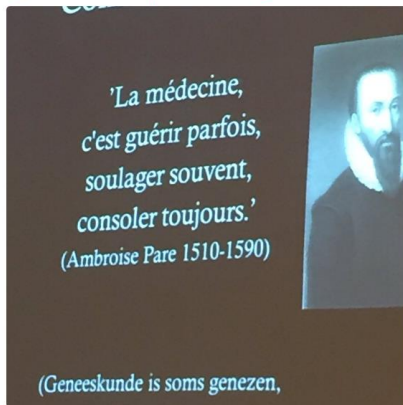 'La médecine,
c'est guérir parfois,
soulager souvent,
consoler toujours.'
(Ambroise Pare 1510-1590)
(Geneeskunde is soms genezen,